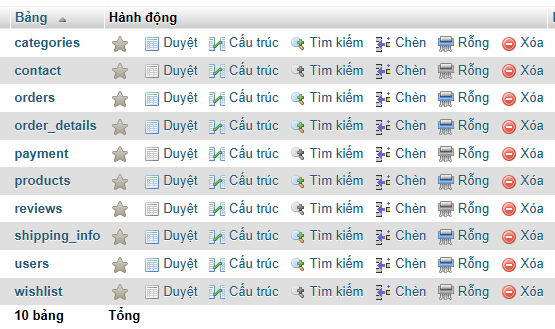 Bảng Hành động
categories Duyệt Cấu trúc Tìm kiếm Chèn Rỗng Xóa
contact Duyệt Cấu trúc Tìm kiếm Chèn Rỗng Xóa
orders Duyệt Cấu trúc Tìm kiếm Chèn Rỗng Xóa
order_details Duyệt Cấu trúc Tìm kiếm Chèn Rỗng Xóa
payment Duyệt Cấu trúc Tìm kiếm Chèn Rỗng Xóa
products Duyệt Cấu trúc Tìm kiếm Chèn Rỗng Xóa
reviews Duyệt Cấu trúc Tìm kiếm Chèn Rỗng Xóa
shipping_info Duyệt Cấu trúc Tìm kiếm Chèn Rỗng Xóa
users Duyệt Cấu trúc Tìm kiếm Chèn Rỗng Xóa
wishlist Duyệt Cấu trúc Tìm kiếm Chèn Rỗng Xóa
10 bảng Tổng